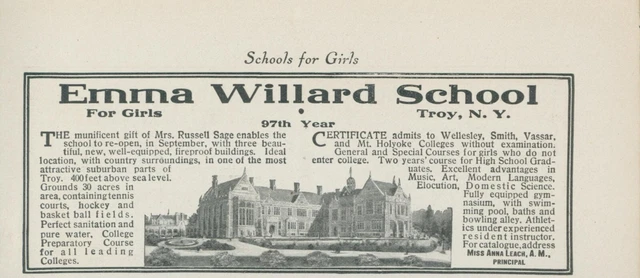 Schools for Girls
Emma Willard School
For Girls
Troy, N. Y.
97th Year
THE munificent gift of Mrs. Russell Sage enables the
school to re-open, in September, with three beau-
tiful, new, well-equipped, fireproof buildings. Ideal
location, with country surroundings, in one of the most
attractive suburban parts of
Troy. 400 feet above sea level.
Grounds 30 acres in
area, containing tennis
courts, hockey and
basket ball fields.
Perfect sanitation and
pure water, College
Preparatory Course
for all leading
Colleges.
CERTIFICATE admits to Wellesley, Smith, Vassar,
and Mt. Holyoke Colleges without examination.
General and Special Courses for girls who do not
enter college. Two years' course for High School Grad-
uates. Excellent advantages in
Music, Art, Modern Languages,
Elocution, Domestic Science.
Fully equipped gym-
nasium, with swim-
ming pool, baths and
bowling alley. Athlet-
ics under experienced
resident instructor.
For catalogue, address
MISS ANNA LEACH, A. M.,
PRINCIPAL